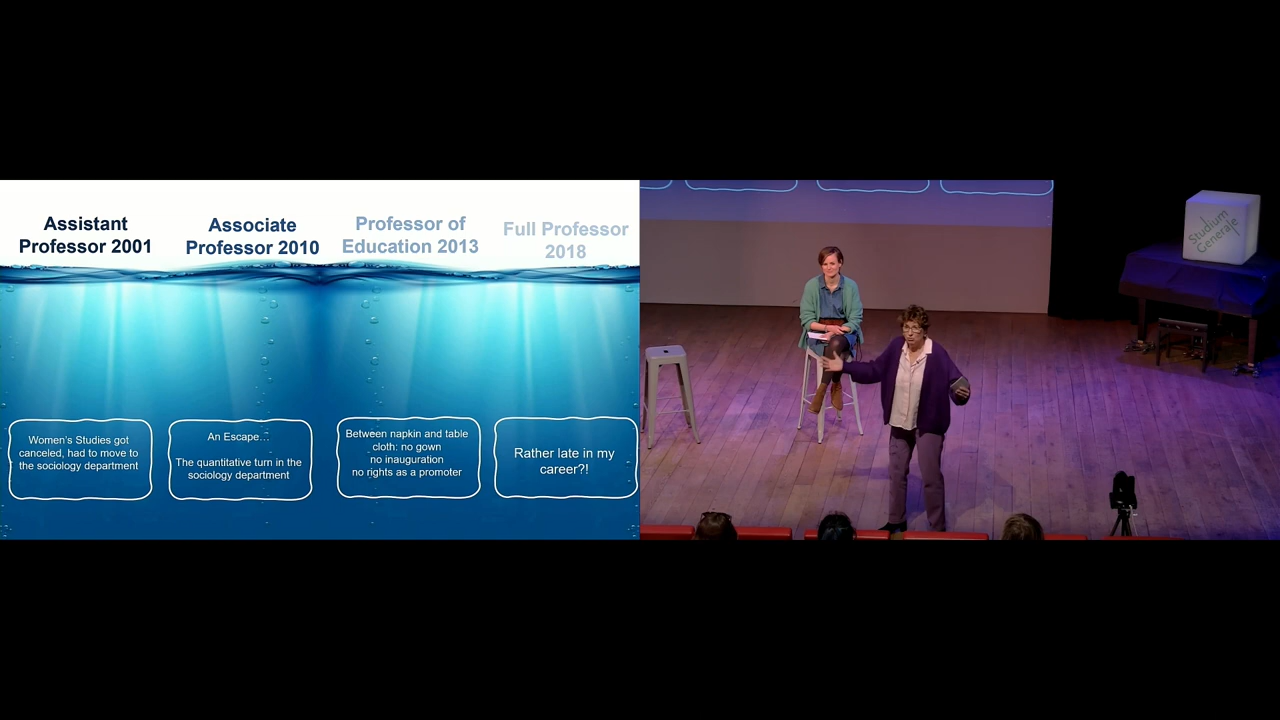 Assistant
Professor 2001
Associate
Professor 2010
Professor of
Education 2013
Full Professor
2018
Women's Studies got
canceled, had to move to
the sociology department
An Escape…
The quantitative turn in the
sociology department
Between napkin and table
cloth: no gown
no inauguration
no rights as a promoter
Rather late in my
career?!
Studium
Generale